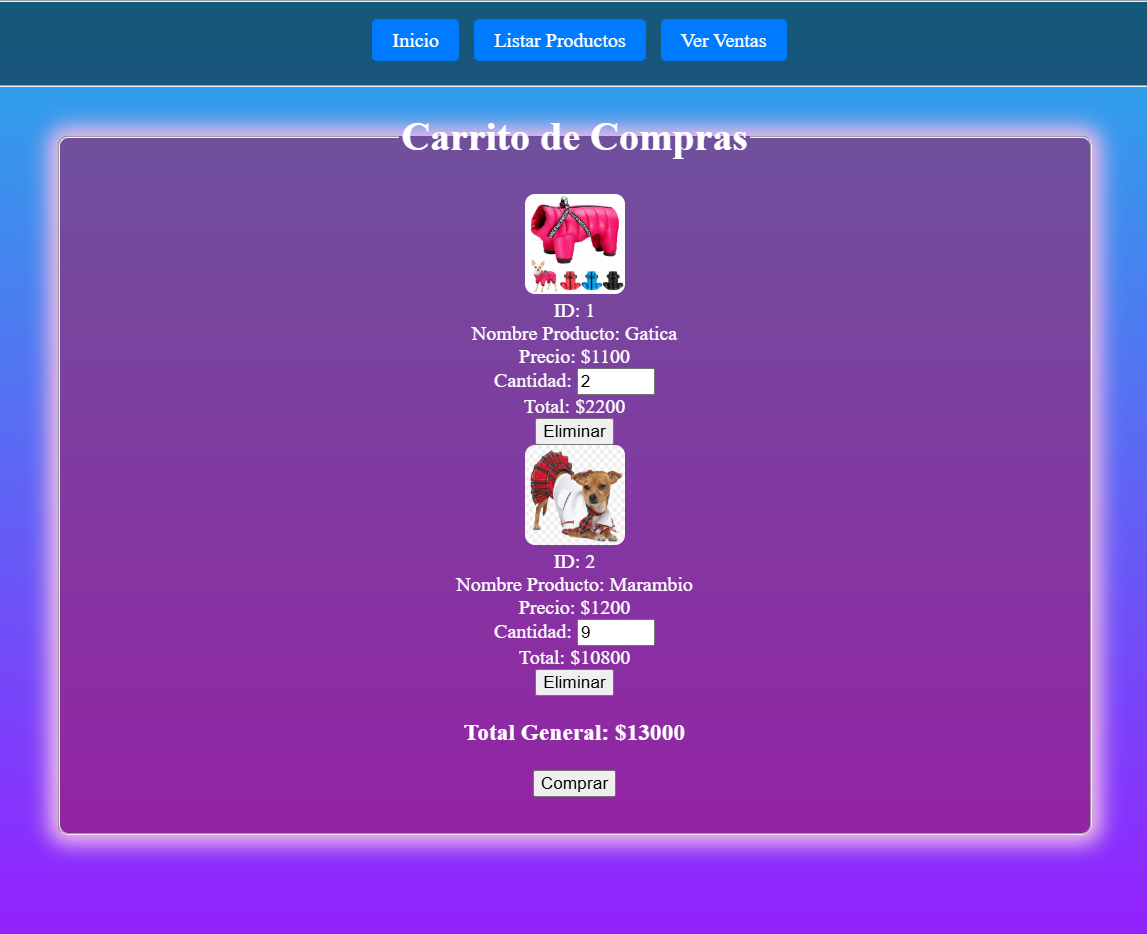 Inicio Listar Productos Ver Ventas
Carrito de Compras
ID: 1
Nombre Producto: Gatica
Precio: $1100
Cantidad: 2
Total: $2200
Eliminar
ID: 2
Nombre Producto: Marambio
Precio: $1200
Cantidad: 9
Total: $10800
Eliminar
Total General: $13000
Comprar